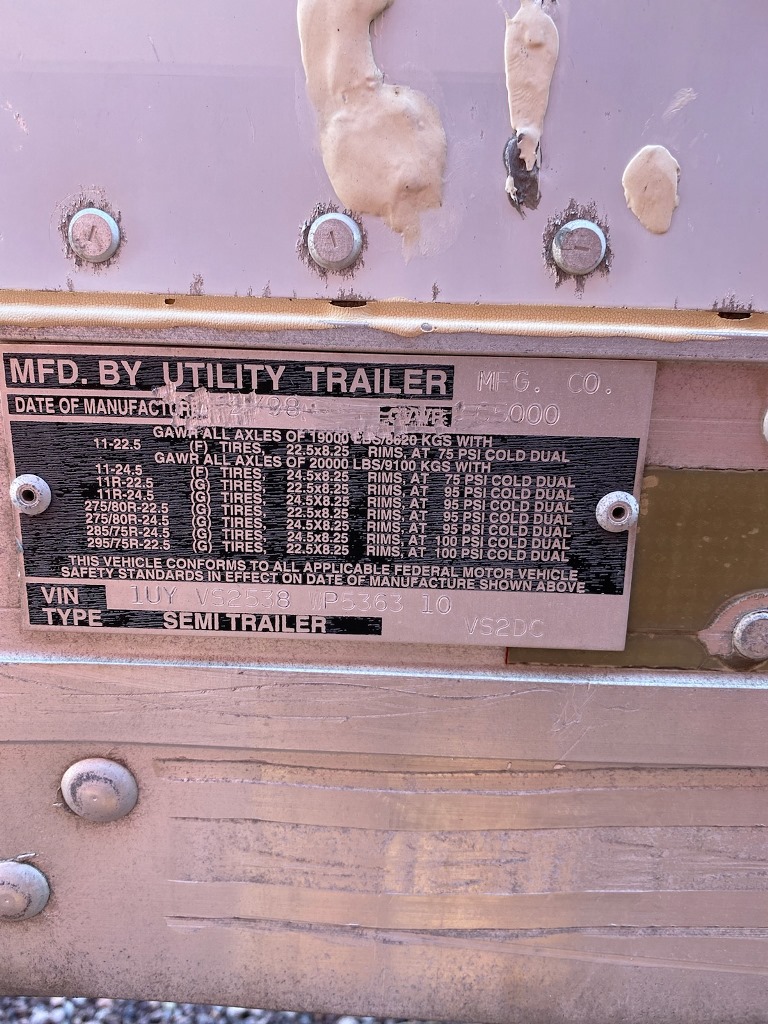 MFD. BY UTILITY TRAILER MFG. CO.
DATE OF MANUFACTURE /98 GVWR 000
GAWR ALL AXLES OF 19000 LBS/8620 KGS WITH
11-22.5 (F) TIRES, 22.5x8.25 RIMS, AT 75 PSI COLD DUAL
GAWR ALL AXLES OF 20000 LBS/9100 KGS WITH
11-24.5 (F) TIRES, 24.5X8.25 RIMS, AT 75 PSI COLD DUAL
11R-22.5 (G) TIRES, 22.5x8.25 RIMS, AT 95 PSI COLD DUAL
11R-24.5 (G) TIRES, 24.5X8.25 RIMS, AT 95 PSI COLD DUAL
275/80R-22.5 (G) TIRES, 22.5x8.25 RIMS, AT 95 PSI COLD DUAL
275/80R-24.5 (G) TIRES, 24.5X8.25 RIMS, AT 95 PSI COLD DUAL
285/75R-24.5 (G) TIRES, 24.5X8.25 RIMS, AT 100 PSI COLD DUAL
295/75R-22.5 (G) TIRES, 22.5x8.25 RIMS, AT 100 PSI COLD DUAL
THIS VEHICLE CONFORMS TO ALL APPLICABLE FEDERAL MOTOR VEHICLE
SAFETY STANDARDS IN EFFECT ON DATE OF MANUFACTURE SHOWN ABOVE
VIN 1UY VS2538 WP5363 10
TYPE SEMI TRAILER VS2DC